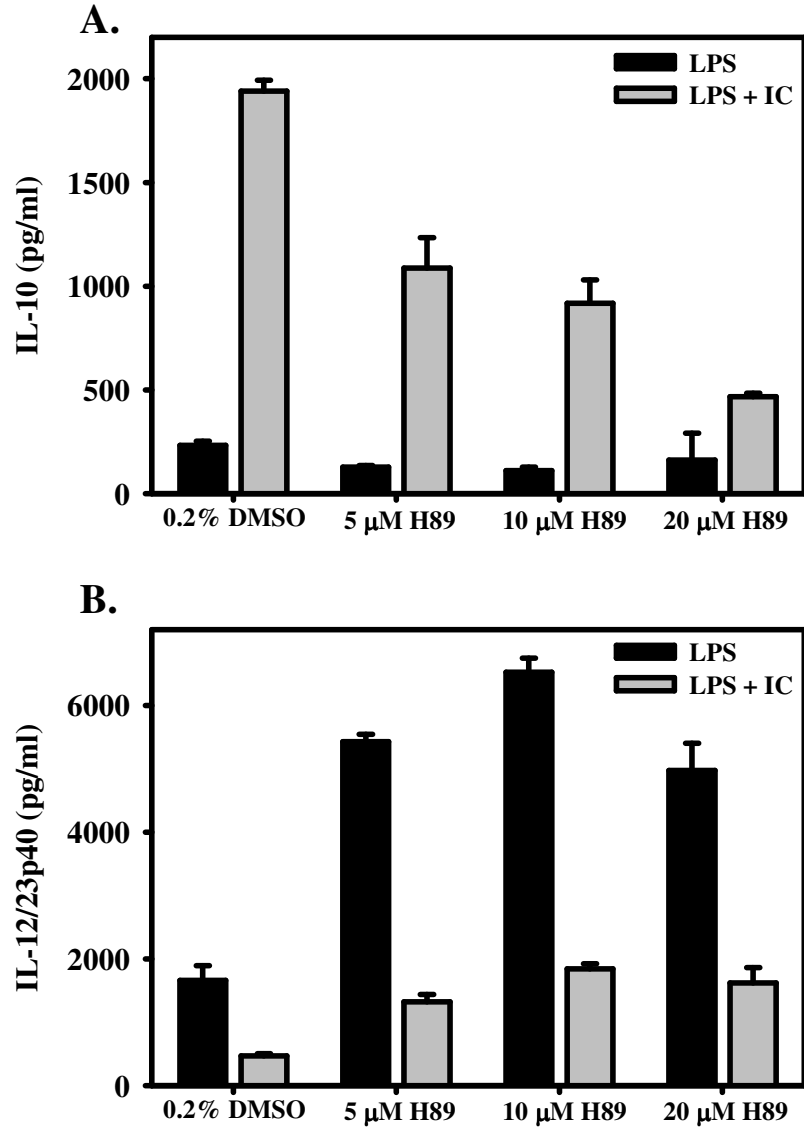 A.
LPS
LPS + IC
IL-10 (pg/ml)
2000
1500
1000
500
0
0.2% DMSO
5 μM H89
10 μM H89
20 μM H89
B.
LPS
LPS + IC
IL-12/23p40 (pg/ml)
6000
4000
2000
0
0.2% DMSO
5 μM H89
10 μM H89
20 μM H89